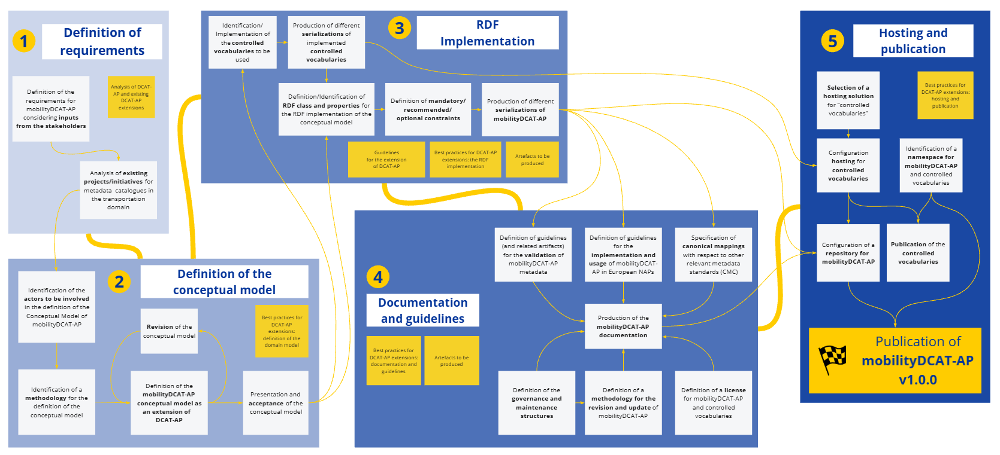 1
Definition of
requirements
Definition of the
requirements for
mobilityDCAT-AP
considering inputs
from the stakeholders
Analysis of DCAT-
AP and existing
DCAT-AP
extensions
Analysis of existing
projects/initiatives for
metadata catalogues in
the transportation
domain
2
Definition of the
conceptual model
Identification of the
actors to be involved
in the definition of the
Conceptual Model of
mobilityDCAT-AP
Revision of the
conceptual model
Best practices for
DCAT-AP
extensions:
definition of the
domain model
Identification of a
methodology for the
definition of the
conceptual model
Definition of the
mobilityDCAT-AP
conceptual model as
an extension of
DCAT-AP
Presentation and
acceptance of the
conceptual model
3
RDF
Implementation
Identification/
Implementation of
the controlled
vocabularies to be
used
Production of different
serializations of
implemented
controlled
vocabularies
Definition/Identification of
RDF class and properties for
the RDF implementation of the
conceptual model
Definition of mandatory/
recommended/
optional constraints
Production of different
serializations of
mobilityDCAT-AP
Guidelines
for the extension
of DCAT-AP
Best practices for DCAT-AP
extensions: the RDF
implementation
Artefacts to be
produced
4
Documentation
and guidelines
Best practices for
DCAT-AP extensions:
documentation and
guidelines
Artefacts to be
produced
Definition of guidelines
(and related artifacts)
for the validation of
mobilityDCAT-AP
metadata
Definition of guidelines
for the
implementation and
usage of mobilityDCAT-
AP in European NAPs
Specification of
canonical mappings
with respect to other
relevant metadata
standards (CMC)
Production of the
mobilityDCAT-AP
documentation
Definition of the
governance and
maintenance
structures
Definition of a
methodology for the
revision and update of
mobilityDCAT-AP
Definition of a license
for mobilityDCAT-AP
and controlled
vocabularies
5
Hosting and
publication
Selection of a
hosting solution
for "controlled
vocabularies"
Best practices for
DCAT-AP extensions:
hosting and
publication
Configuration
hosting for
controlled
vocabularies
Identification of a
namespace for
mobilityDCAT-AP
and controlled
vocabularies
Configuration of a
repository for
mobilityDCAT-AP
Publication of the
controlled
vocabularies
Publication of
mobilityDCAT-AP
v1.0.0